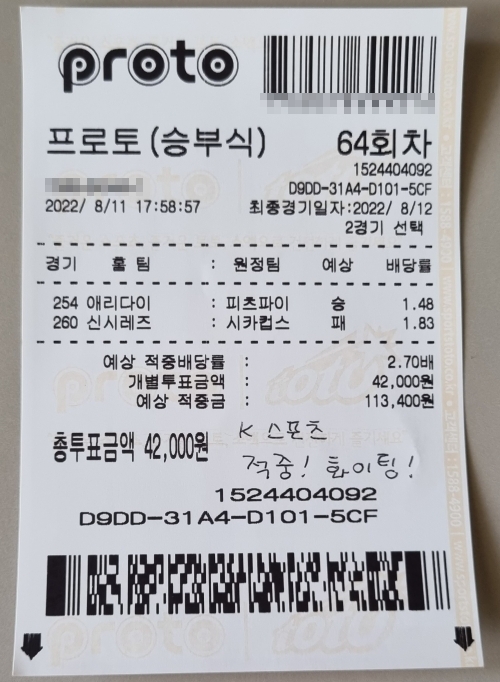 proto
프로토(승부식) 64회차
1524404092
D9DD-31A4-D101-5CF
2022/ 8/11 17:58:57 최종경기일자:2022/ 8/12
2경기 선택
경기 홈 팀 : 원정팀 예상 배당률
254 애리다이 : 피츠파이 승 1.48
260 신시레즈 : 시카컵스 패 1.83
예상 적중배당률 : 2.70배
개별투표금액 : 42,000원
예상 적중금 : 113,400원
총투표금액 42,000원
K 스포츠
적중! 화이팅!
1524404092
D9DD-31A4-D101-5CF